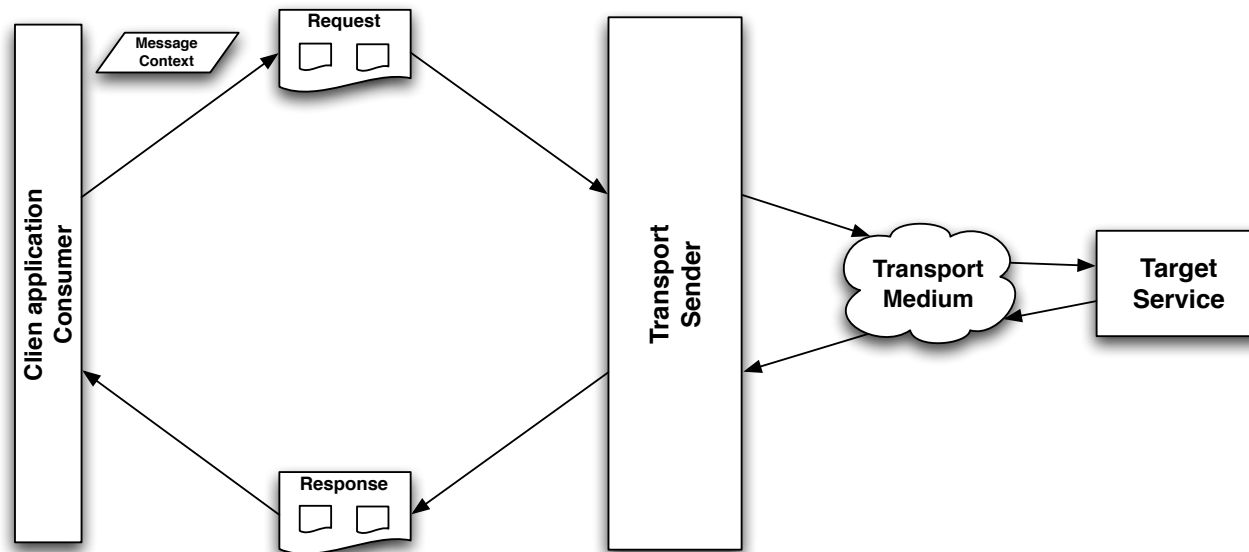 Request
Message
Context
Clien application
Consumer
Transport
Sender
Transport
Medium
Target
Service
Response